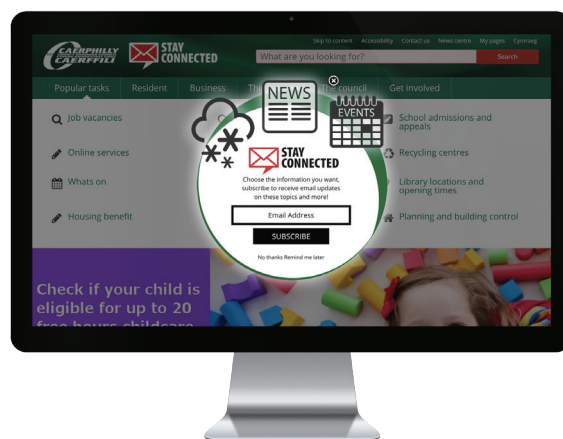 Skip to content Accessibility Contact us News centre My pages Cymraeg
CAERPHILLY
CAERFFILI
STAY
CONNECTED
What are you looking for?
Search
Popular tasks Resident Business Th he council Get involved
Job vacancies
Online services
Whats on
Housing benefit
School admissions and
appeals
Recycling centres
Library locations and
opening times
Planning and building control
NEWS
EVENTS
STAY
CONNECTED
Choose the information you want,
subscribe to receive email updates
on these topics and more!
Email Address
SUBSCRIBE
No thanks Remind me later
Check if your child is
eligible for up to 20
free hours childcare